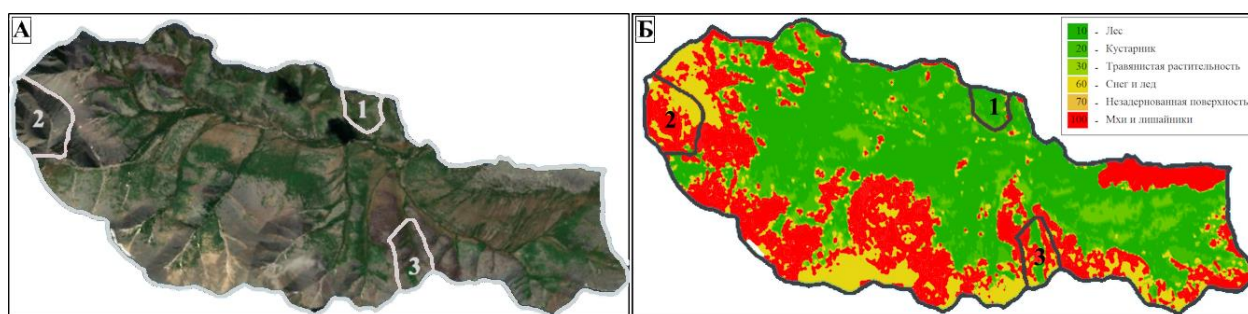 А
1
2
3
Б
10 - Лес
20 - Кустарник
30 - Травянистая растительность
60 - Снег и лед
70 - Незадернованная поверхность
100 - Мхи и лишайники
1
2
3